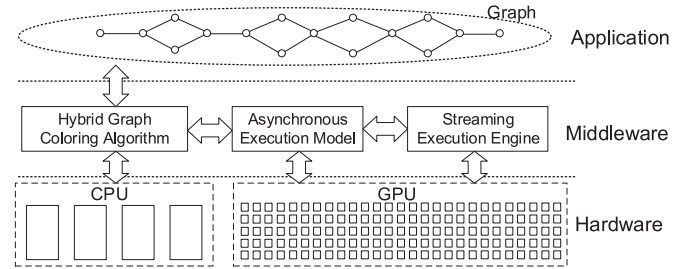 Graph
Application
Hybrid Graph
Coloring Algorithm
Asynchronous
Execution Model
Streaming
Execution Engine
Middleware
CPU
GPU
Hardware